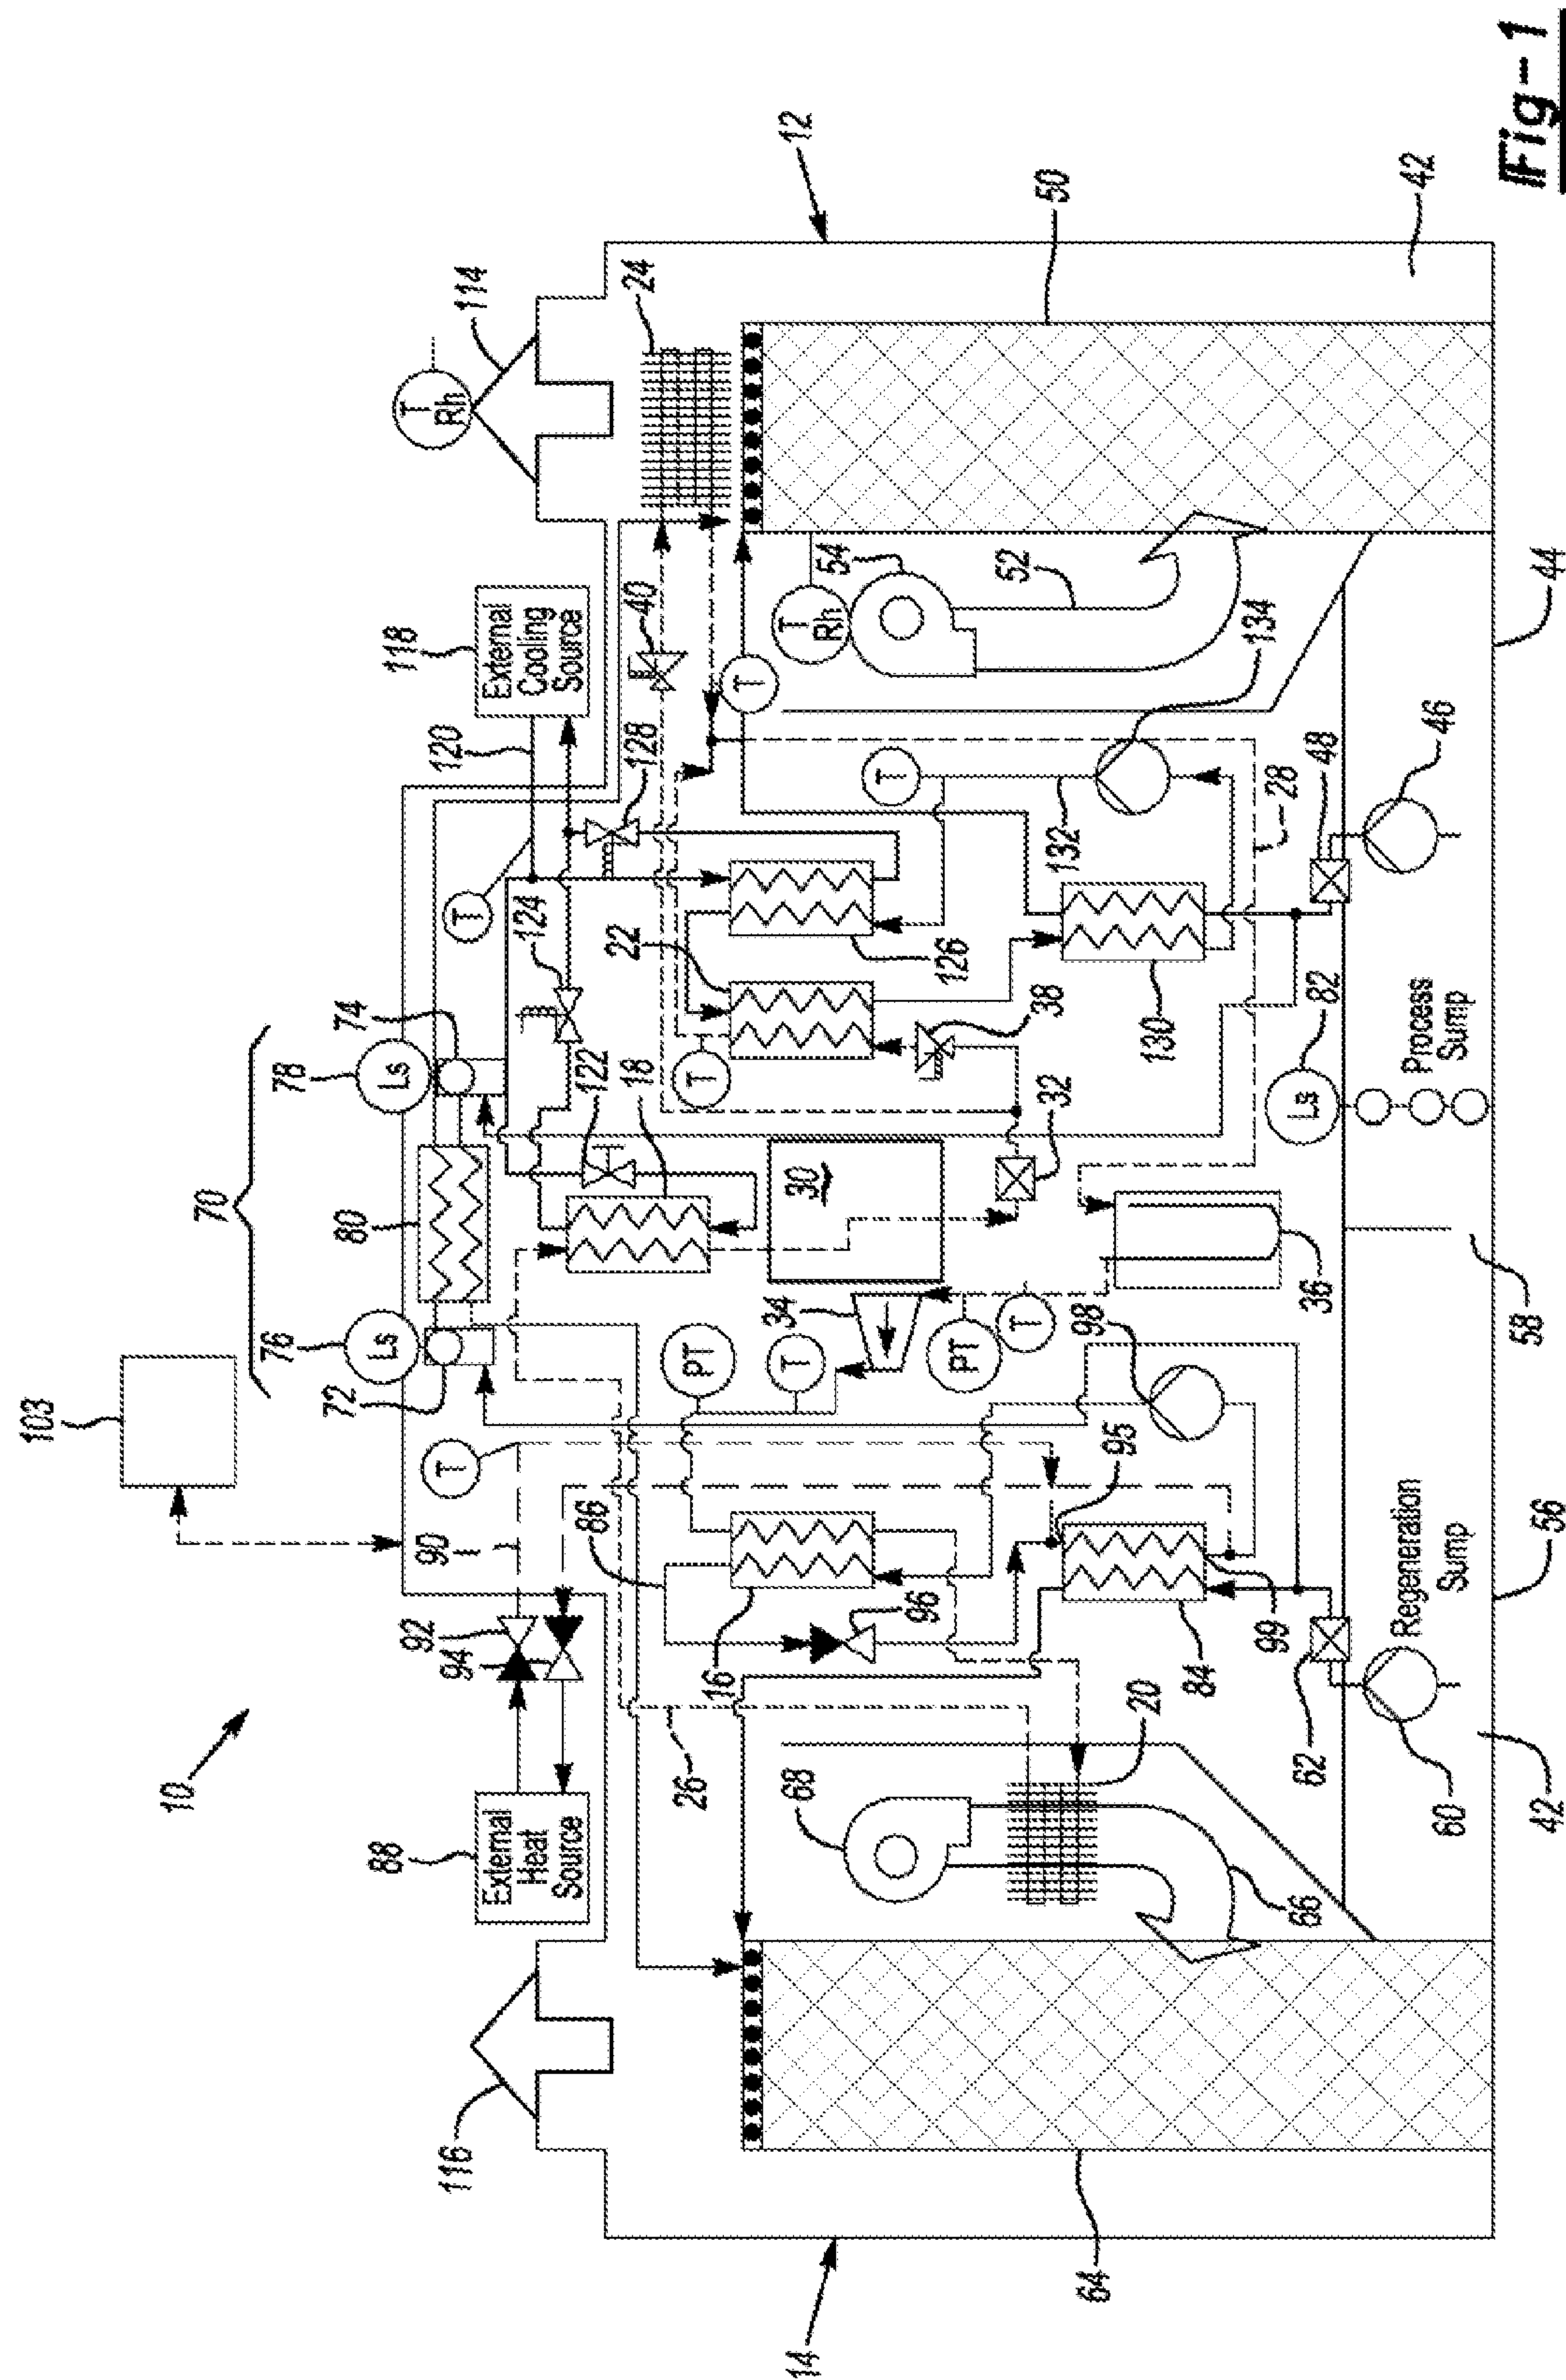 103
10
70
76
78
72
80
74
Ls
Ls
88
118
T
Rh
92
90
T
120
116
94
T
114
External
Heat
Source
External
Cooling
Source
124
86
122
22
18
128
40
24
26
PT
T
16
T
34
T
68
30
12
14
T
Rh
54
T
96
126
PT
52
T
38
50
132
32
98
64
95
20
130
84
134
99
28
66
62
Ls
82
48
36
Regeneration
Sump
Process
Sump
42
60
46
58
42
56
44
Fig-1